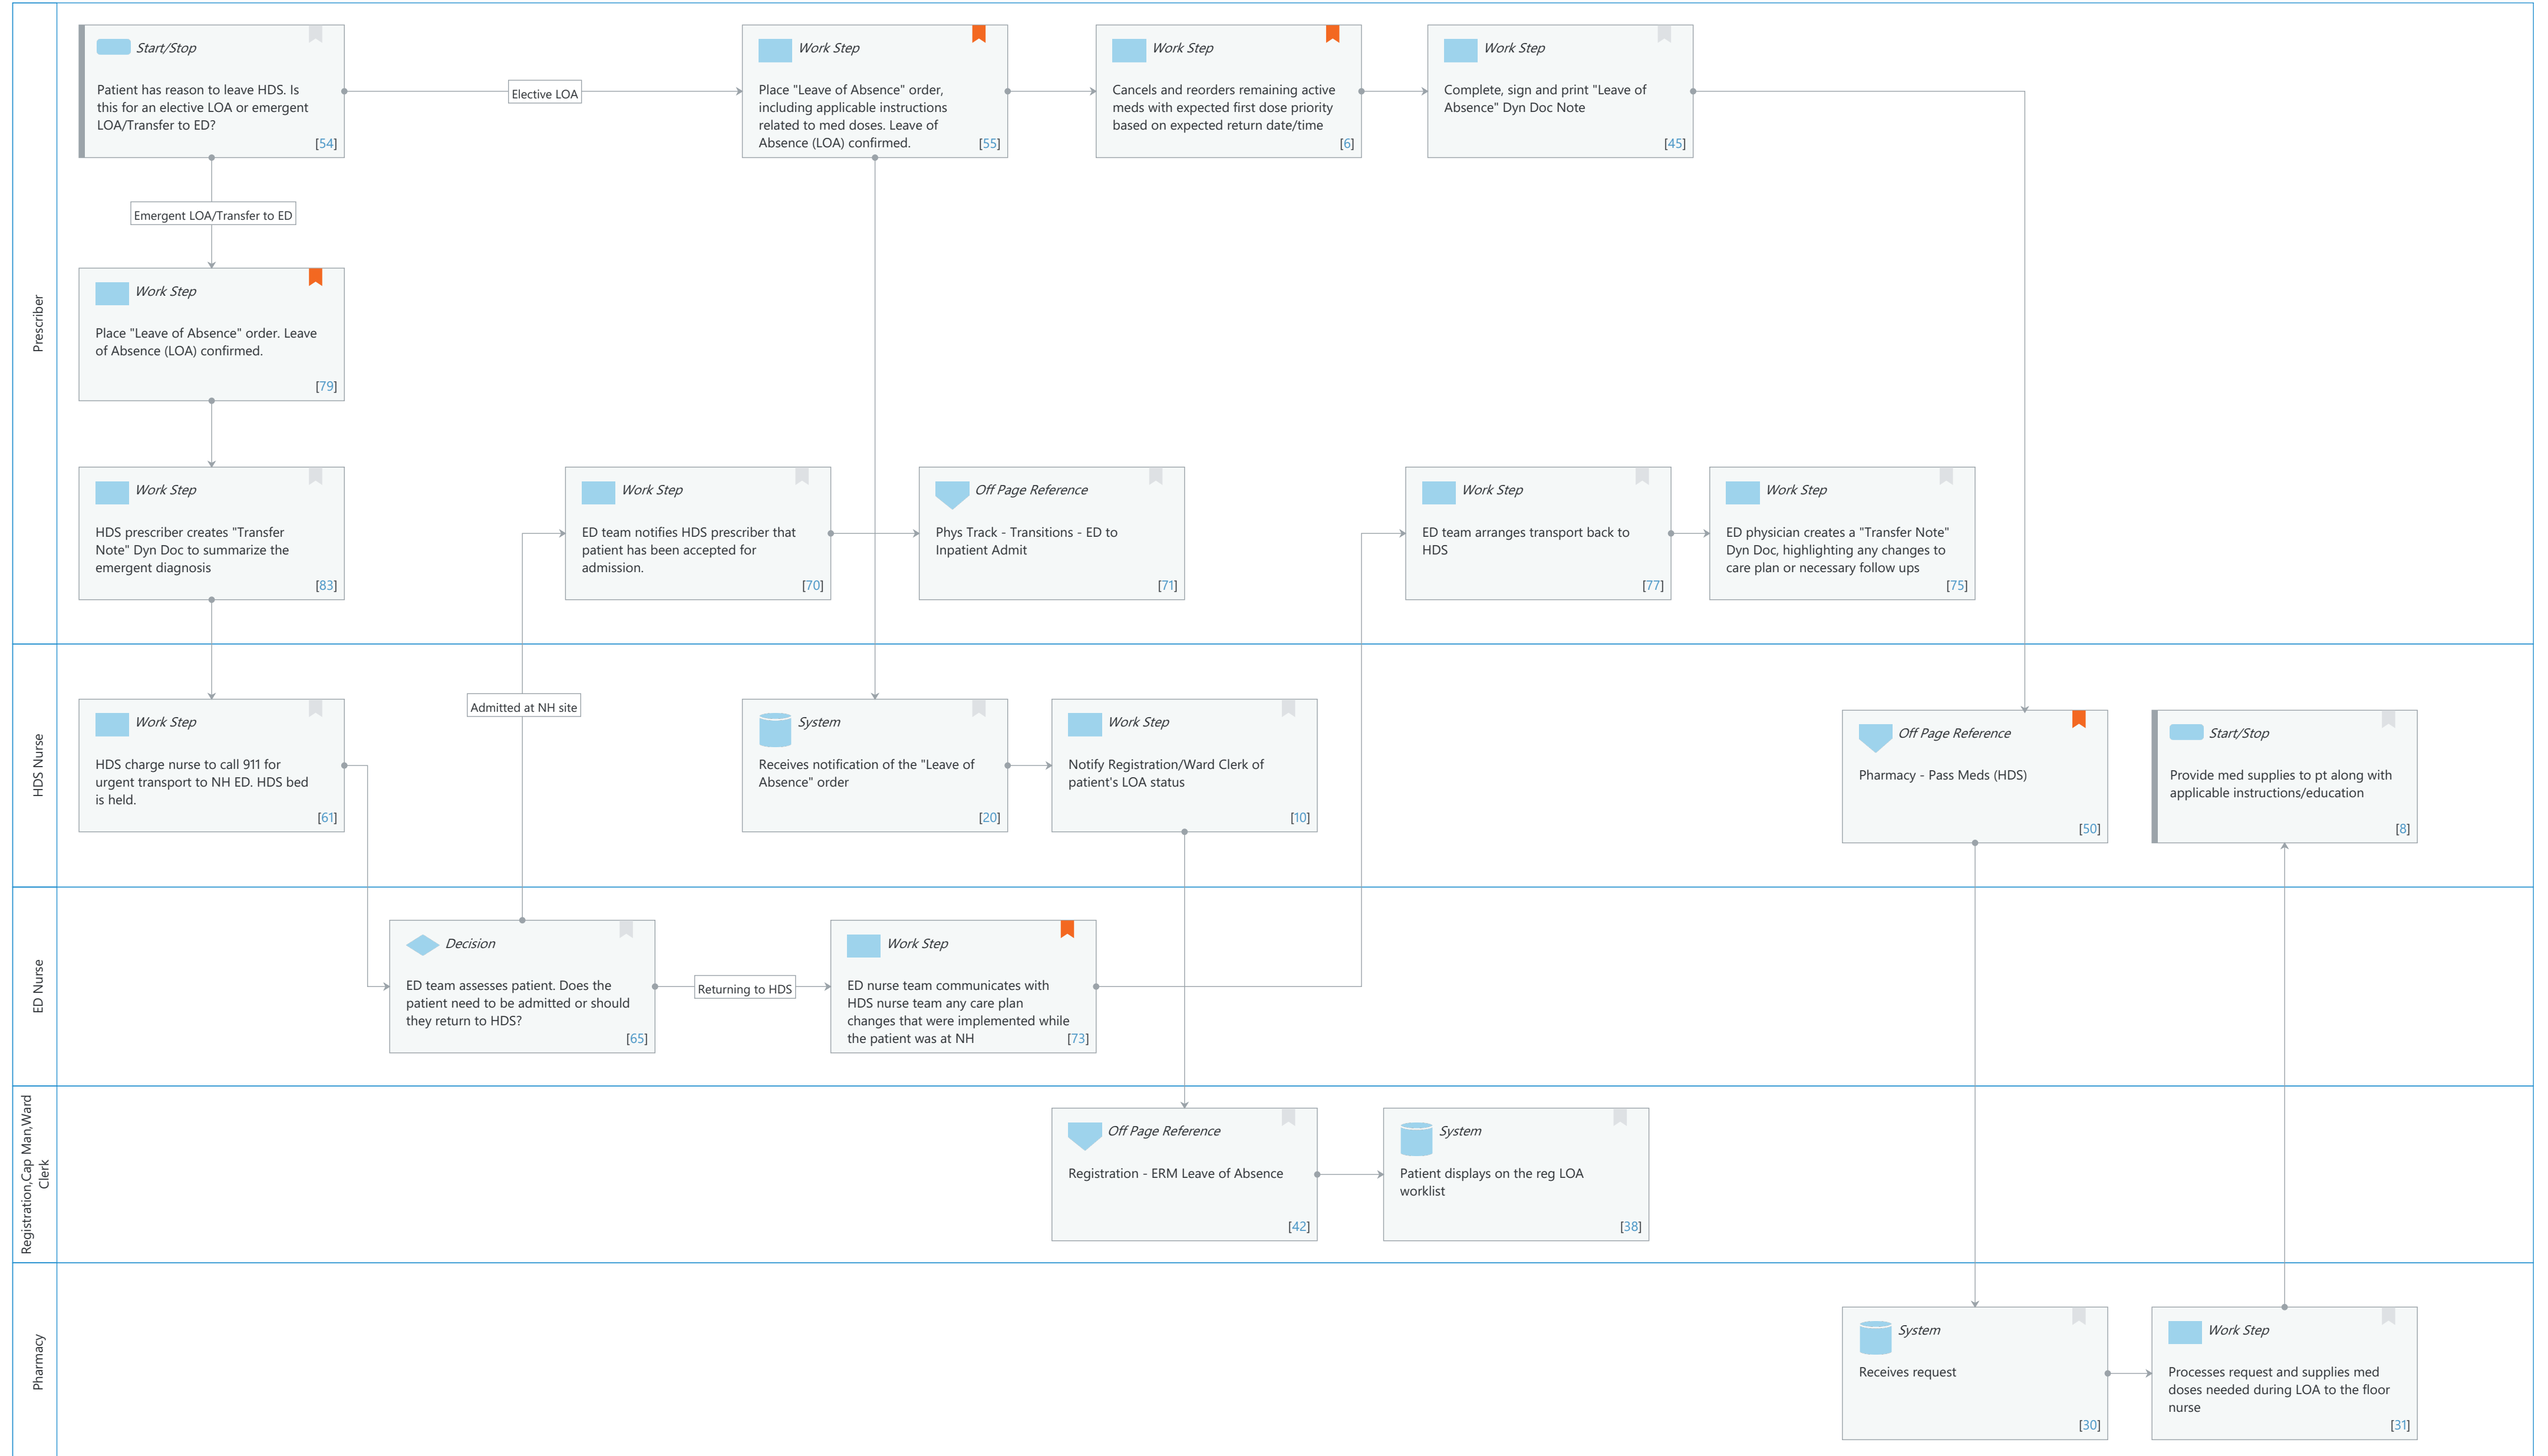 Prescriber
Start/Stop
Patient has reason to leave HDS. Is
this for an elective LOA or emergent
LOA/Transfer to ED?
[54]
Elective LOA
Work Step
Place "Leave of Absence" order,
including applicable instructions
related to med doses. Leave of
Absence (LOA) confirmed.
[55]
Work Step
Cancels and reorders remaining active
meds with expected first dose priority
based on expected return date/time
[6]
Work Step
Complete, sign and print "Leave of
Absence" Dyn Doc Note
[45]
Emergent LOA/Transfer to ED
Work Step
Place "Leave of Absence" order. Leave
of Absence (LOA) confirmed.
[79]
Work Step
HDS prescriber creates "Transfer
Note" Dyn Doc to summarize the
emergent diagnosis
[83]
Work Step
ED team notifies HDS prescriber that
patient has been accepted for
admission.
[70]
Off Page Reference
Phys Track - Transitions - ED to
Inpatient Admit
[71]
Work Step
ED team arranges transport back to
HDS
[77]
Work Step
ED physician creates a "Transfer Note"
Dyn Doc, highlighting any changes to
care plan or necessary follow ups
[75]
HDS Nurse
Work Step
HDS charge nurse to call 911 for
urgent transport to NH ED. HDS bed
is held.
[61]
Admitted at NH site
System
Receives notification of the "Leave of
Absence" order
[20]
Work Step
Notify Registration/Ward Clerk of
patient's LOA status
[10]
Off Page Reference
Pharmacy - Pass Meds (HDS)
[50]
Start/Stop
Provide med supplies to pt along with
applicable instructions/education
[8]
ED Nurse
Decision
ED team assesses patient. Does the
patient need to be admitted or should
they return to HDS?
[65]
Returning to HDS
Work Step
ED nurse team communicates with
HDS nurse team any care plan
changes that were implemented while
the patient was at NH
[73]
Registration,Cap Man,Ward
Clerk
Off Page Reference
Registration - ERM Leave of Absence
[42]
System
Patient displays on the reg LOA
worklist
[38]
Pharmacy
System
Receives request
[30]
Work Step
Processes request and supplies med
doses needed during LOA to the floor
nurse
[31]